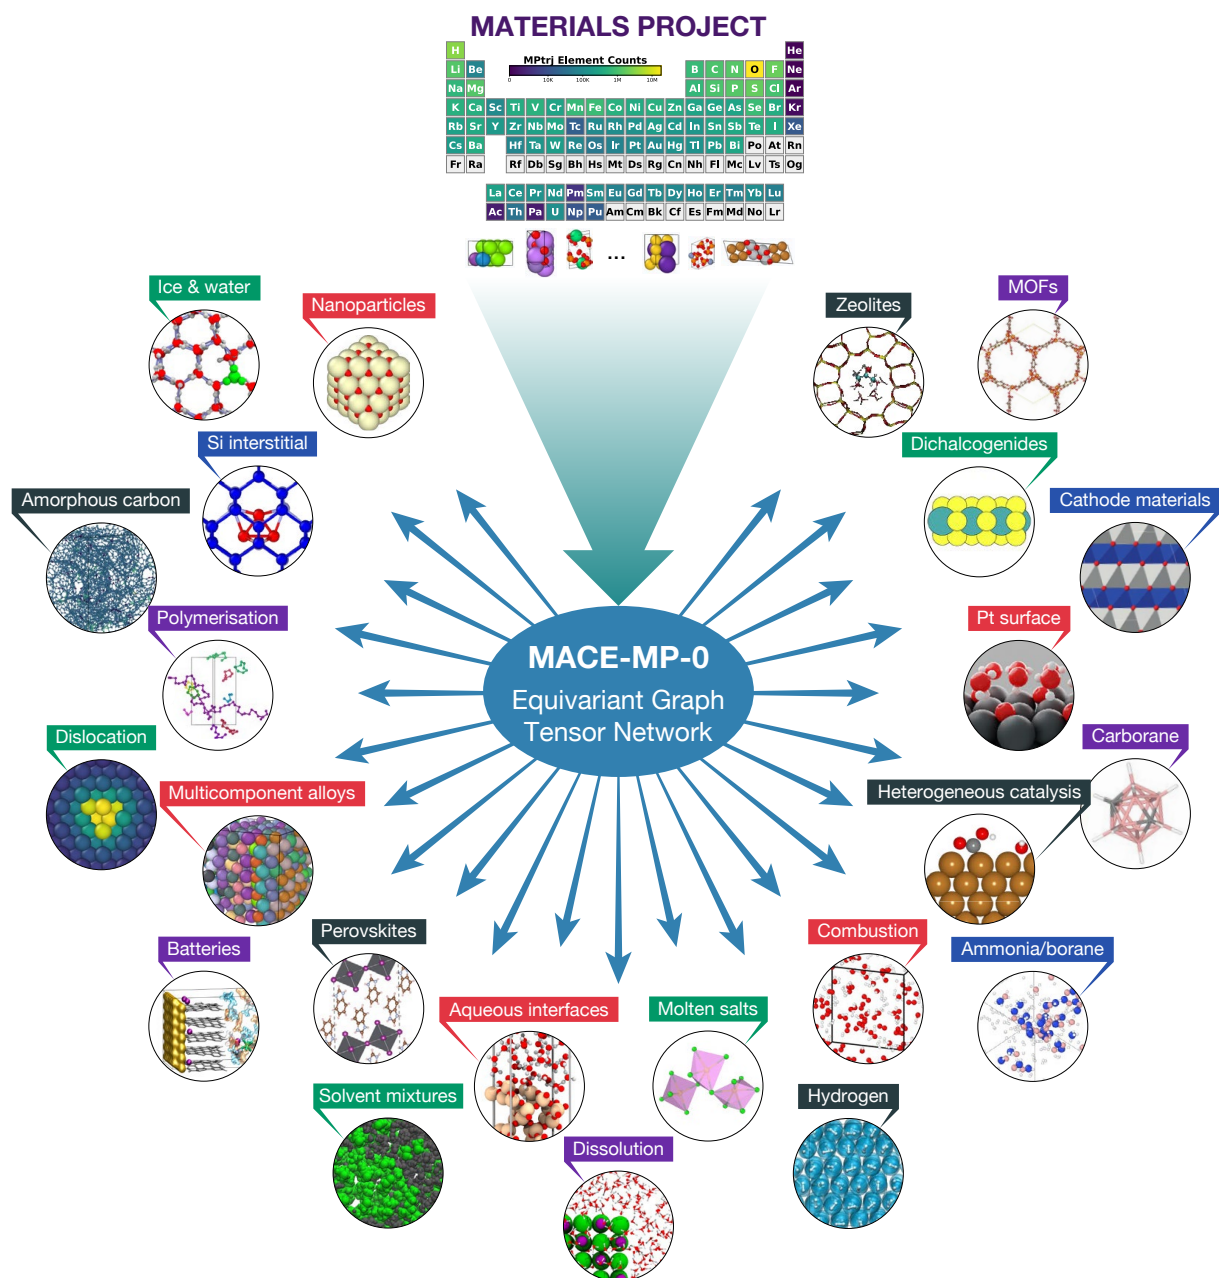 MATERIALS PROJECT
H He
MPtrj Element Counts
Li Be B C N O F Ne
0 10K 100K 1M 10M
Na Mg Al Si P S Cl Ar
K Ca Sc Ti V Cr Mn Fe Co Ni Cu Zn Ga Ge As Se Br Kr
Rb Sr Y Zr Nb Mo Tc Ru Rh Pd Ag Cd In Sn Sb Te I Xe
Cs Ba Hf Ta W Re Os Ir Pt Au Hg Tl Pb Bi Po At Rn
Fr Ra Rf Db Sg Bh Hs Mt Ds Rg Cn Nh Fl Mc Lv Ts Og
La Ce Pr Nd Pm Sm Eu Gd Tb Dy Ho Er Tm Yb Lu
Ac Th Pa U Np Pu Am Cm Bk Cf Es Fm Md No Lr
...
Ice & water
Nanoparticles
Zeolites
MOFs
Si interstitial
Dichalcogenides
Amorphous carbon
Cathode materials
Polymerisation
Pt surface
MACE-MP-0
Equivariant Graph
Tensor Network
Dislocation
Carborane
Multicomponent alloys
Heterogeneous catalysis
Batteries
Perovskites
Combustion
Ammonia/borane
Aqueous interfaces
Molten salts
Solvent mixtures
Hydrogen
Dissolution